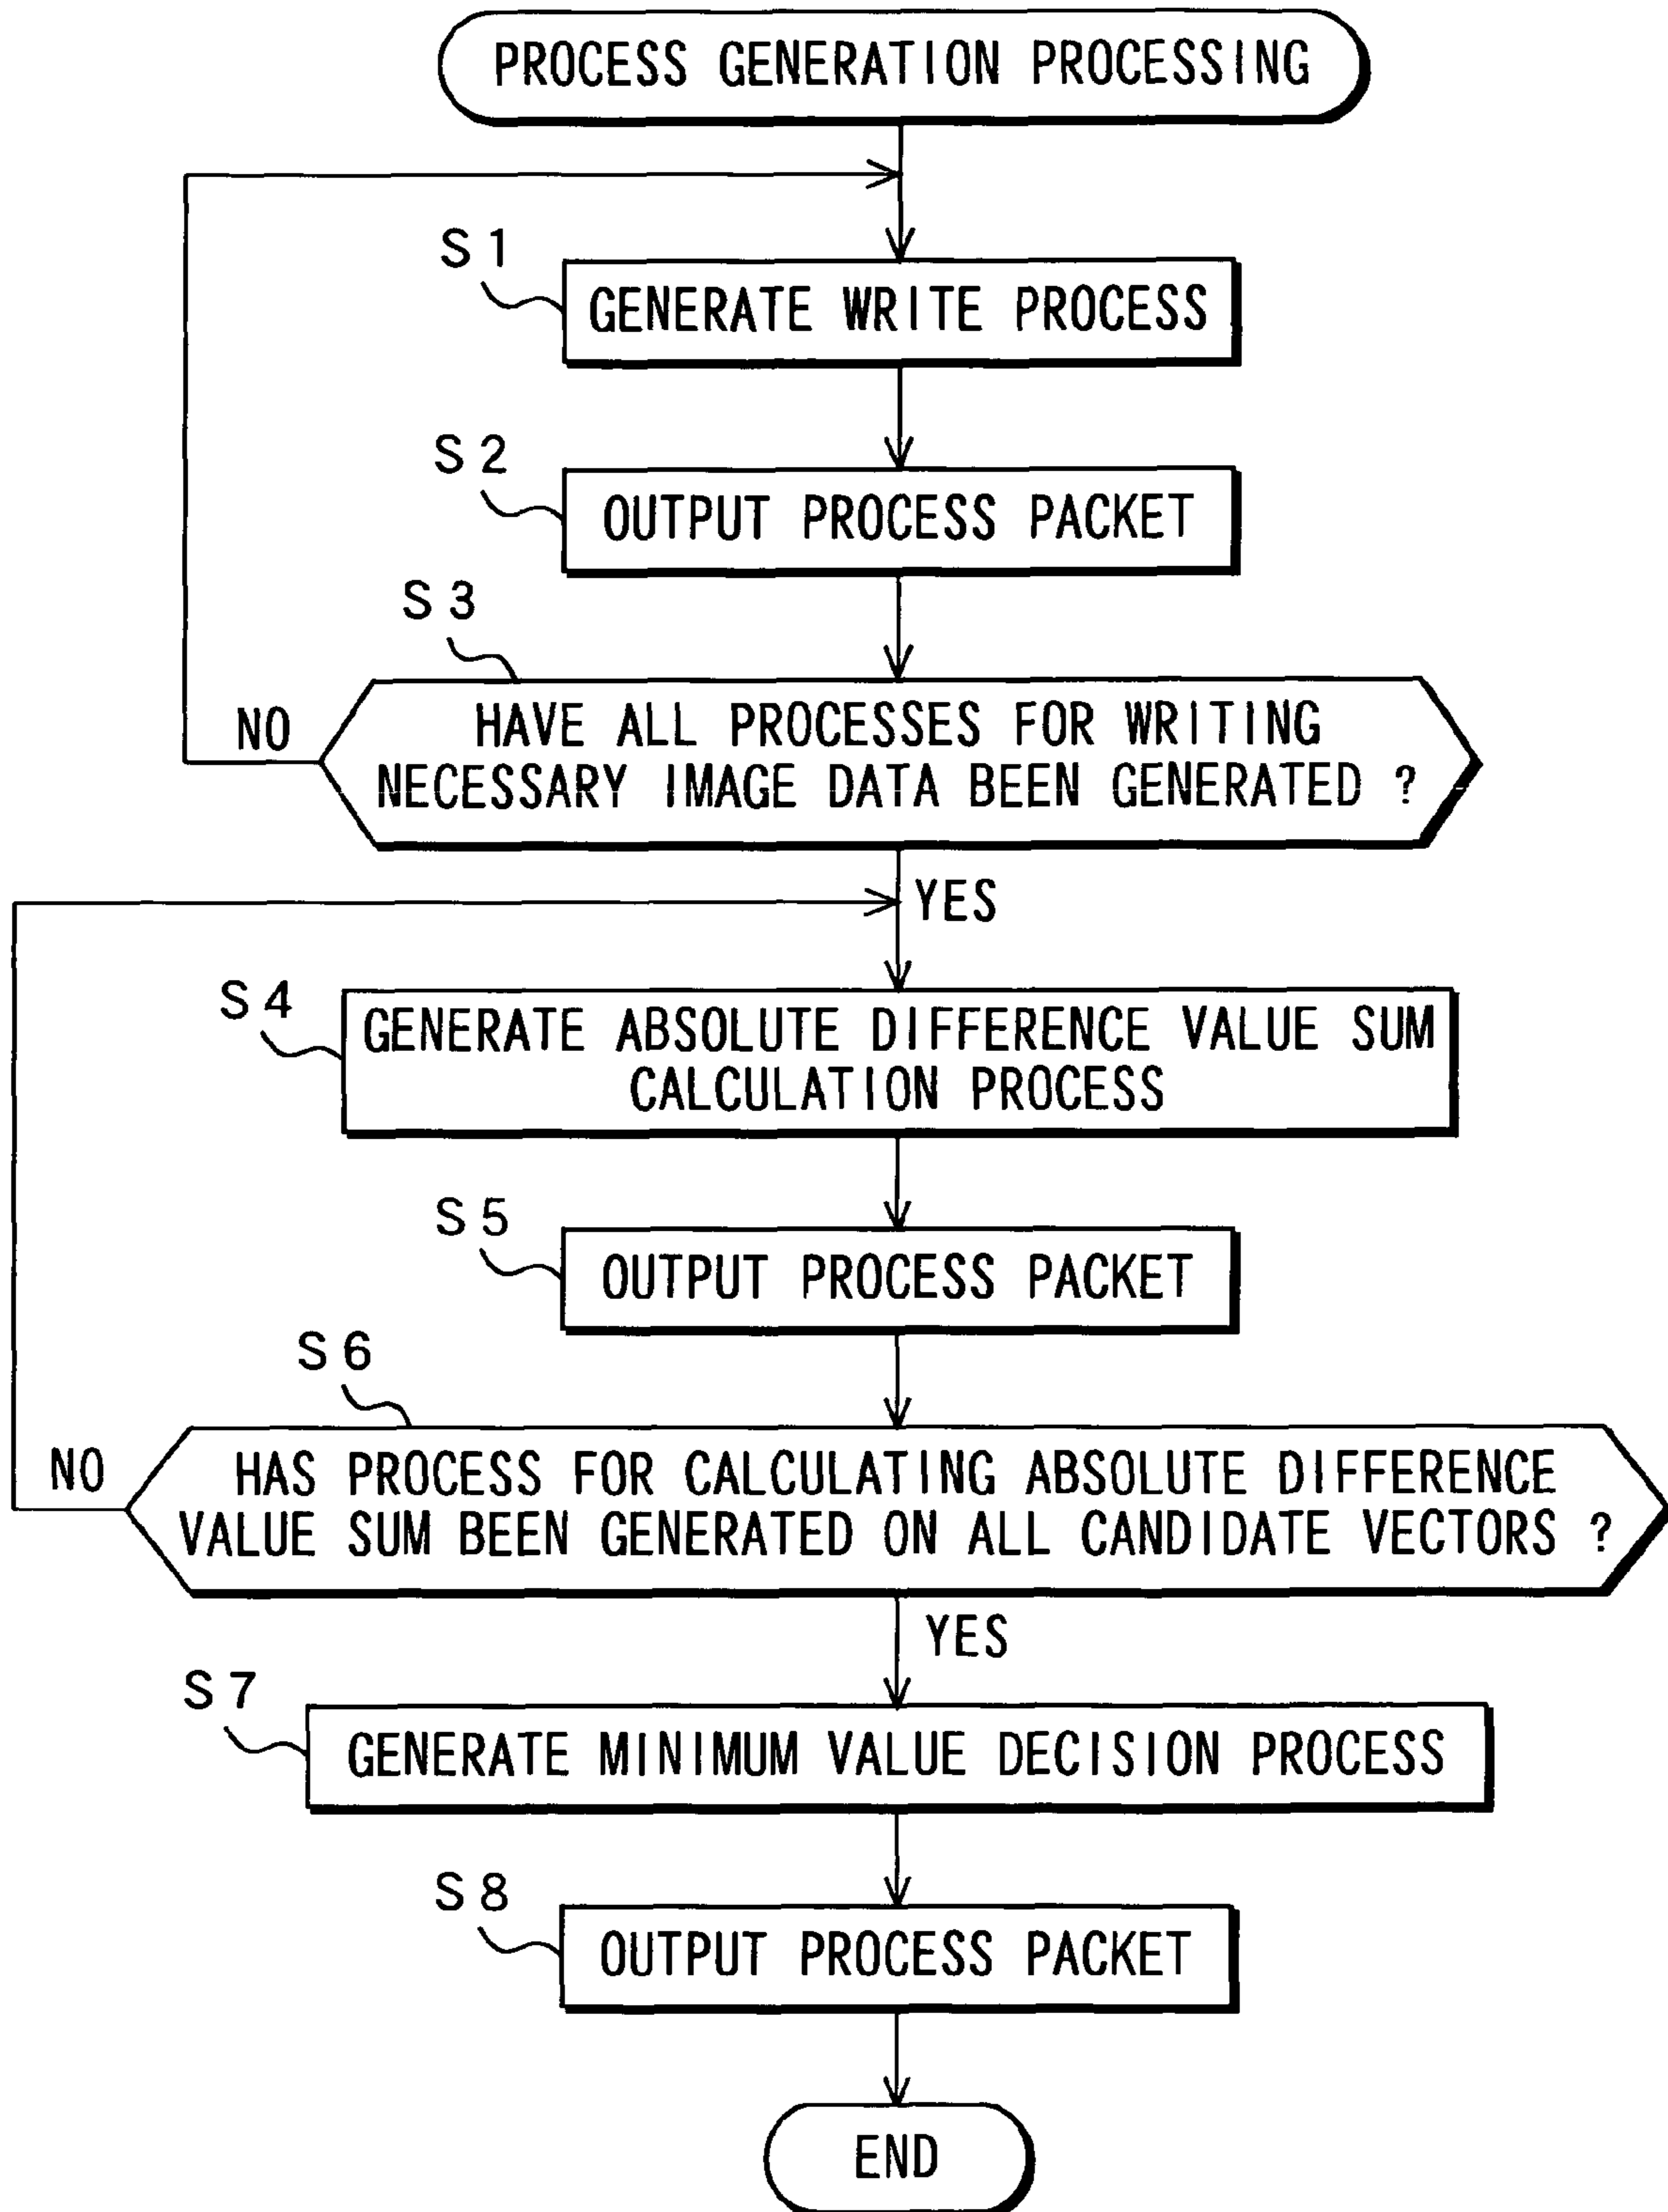 PROCESS GENERATION PROCESSING
S1
GENERATE WRITE PROCESS
S2
OUTPUT PROCESS PACKET
S3
NO
HAVE ALL PROCESSES FOR WRITING
NECESSARY IMAGE DATA BEEN GENERATED ?
YES
S4
GENERATE ABSOLUTE DIFFERENCE VALUE SUM
CALCULATION PROCESS
S5
OUTPUT PROCESS PACKET
S6
NO
HAS PROCESS FOR CALCULATING ABSOLUTE DIFFERENCE
VALUE SUM BEEN GENERATED ON ALL CANDIDATE VECTORS ?
YES
S7
GENERATE MINIMUM VALUE DECISION PROCESS
S8
OUTPUT PROCESS PACKET
END